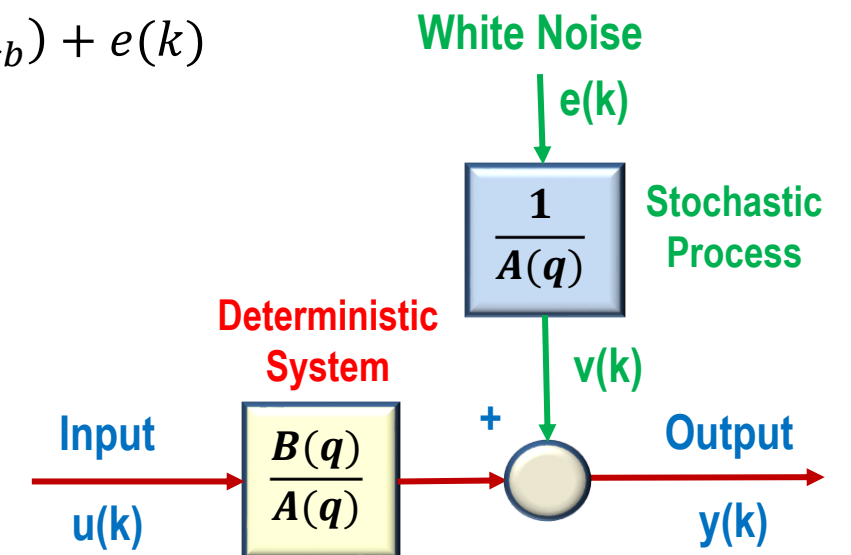 b) + e(k)
White Noise
e(k)
1
A(q)
Stochastic
Process
Deterministic
System
v(k)
Input
B(q)
A(q)
+
Output
u(k)
y(k)